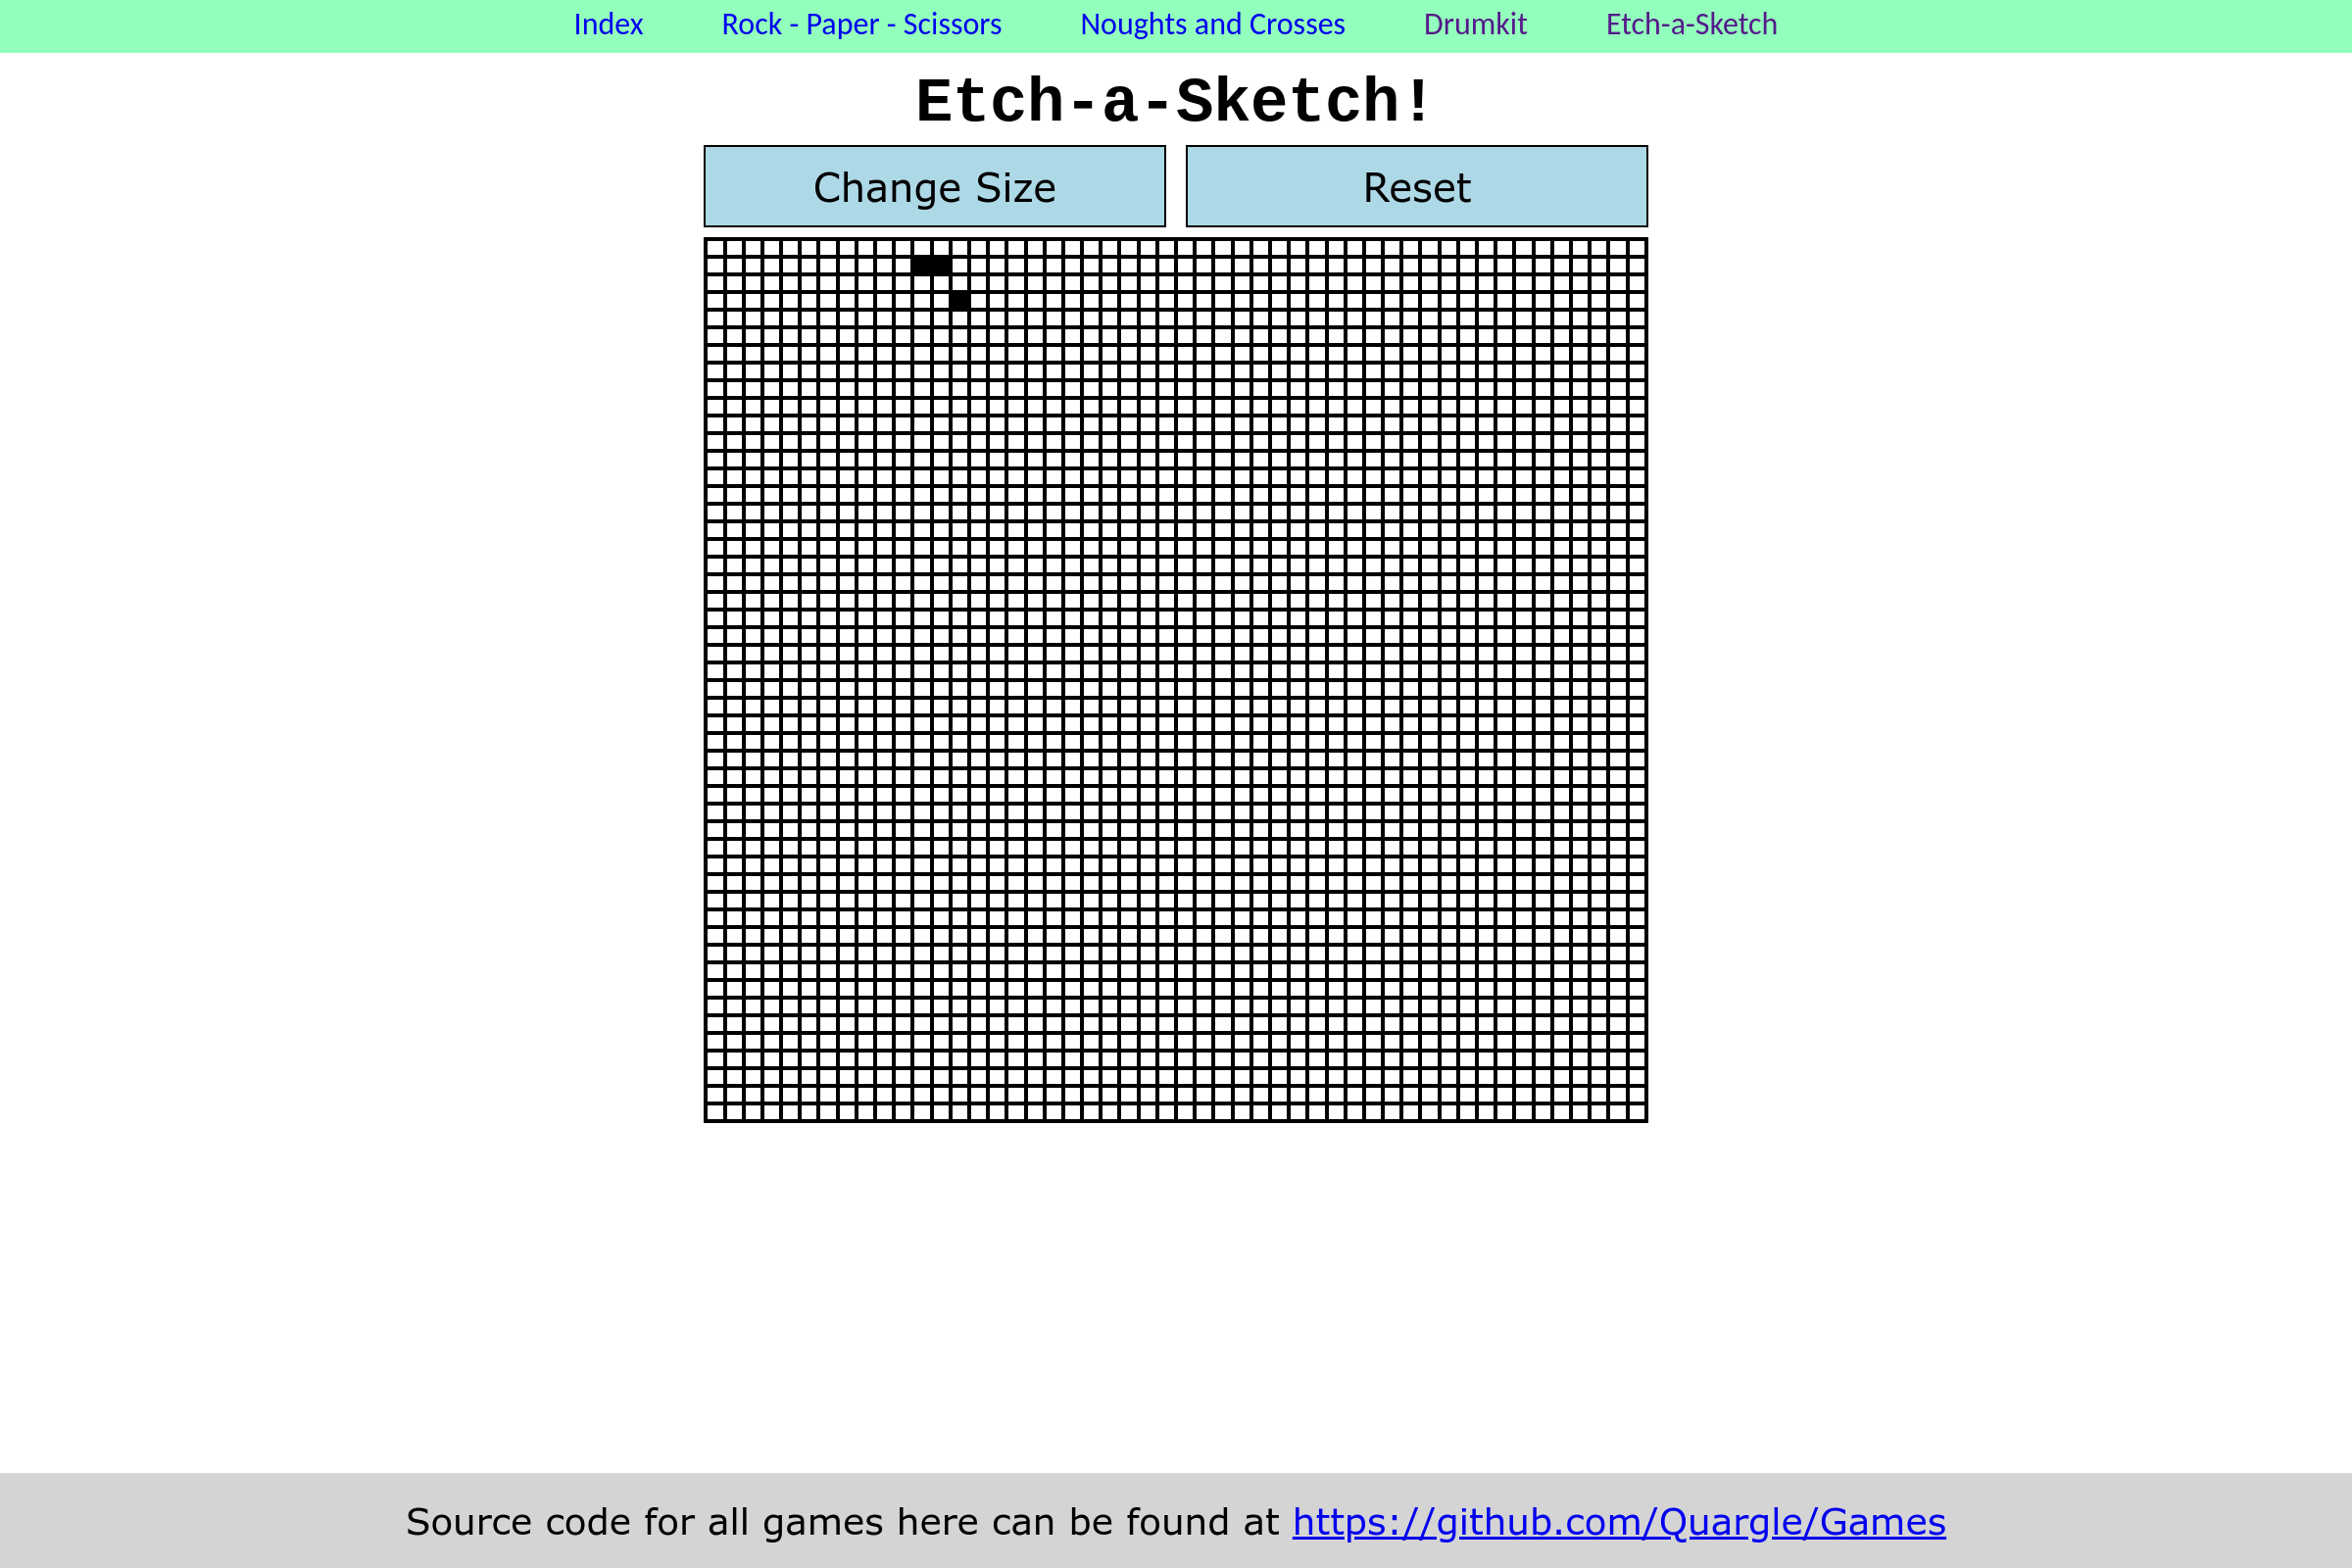 Index Rock - Paper - Scissors Noughts and Crosses Drumkit Etch-a-Sketch
Etch-a-Sketch!
Change Size Reset
Source code for all games here can be found at https://github.com/Quargle/Games